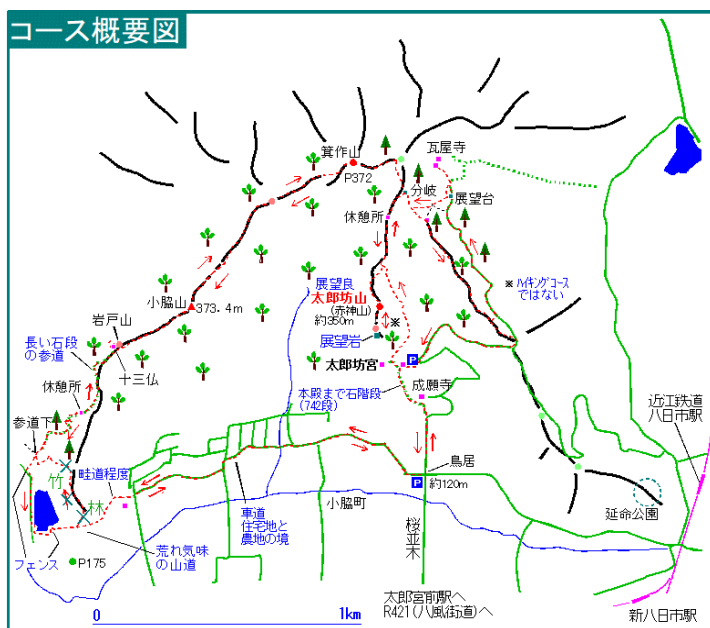 コース概要図
箕作山
P372
瓦屋寺
分岐
展望台
休憩所
※ ハイキングコース
ではない
展望良
太郎坊山
(赤神山)
約350m
※
展望岩
小脇山
373.4m
岩戸山
長い石段
の参道
十三仏
太郎坊宮
P
本殿まで石階段
(742段)
成願寺
近江鉄道
八日市駅
休憩所
参道下
畦道程度
竹
林
鳥居
P
約120m
車道
住宅地と
農地の境
小脇町
桜並木
延命公園
荒れ気味
の山道
フェンス
P175
太郎宮前駅へ
R421(八風街道)へ
新八日市駅
0
1km